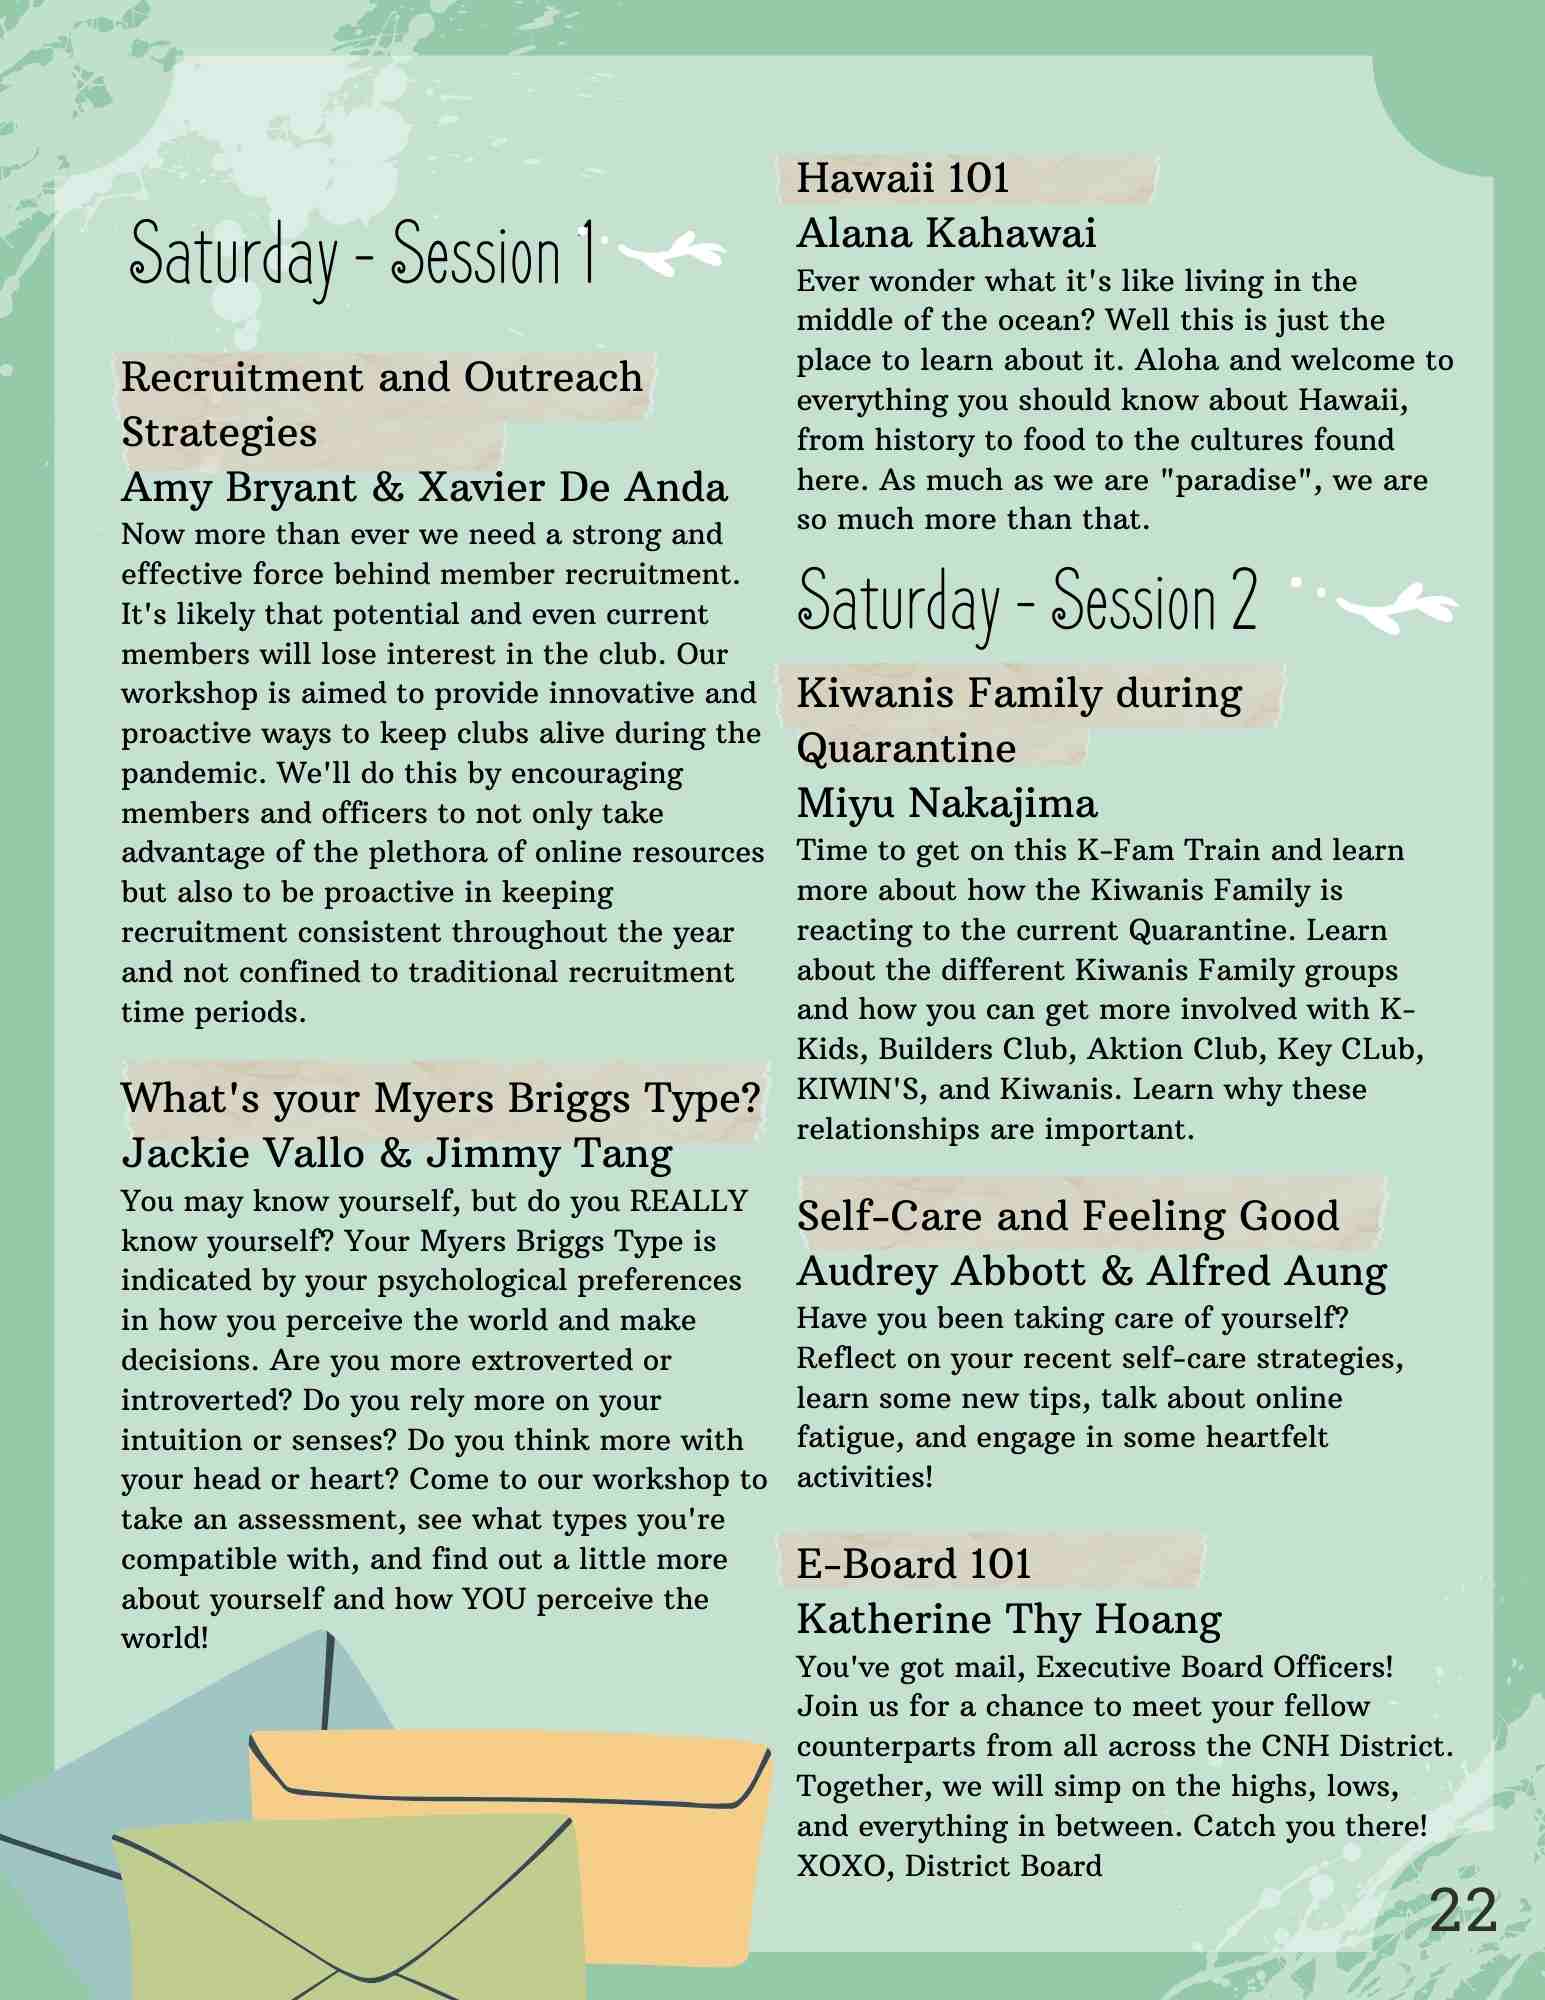 Saturday - Session 1
Recruitment and Outreach
Strategies
Amy Bryant & Xavier De Anda
Now more than ever we need a strong and
effective force behind member recruitment.
It's likely that potential and even current
members will lose interest in the club. Our
workshop is aimed to provide innovative and
proactive ways to keep clubs alive during the
pandemic. We'll do this by encouraging
members and officers to not only take
advantage of the plethora of online resources
but also to be proactive in keeping
recruitment consistent throughout the year
and not confined to traditional recruitment
time periods.
What's your Myers Briggs Type?
Jackie Vallo & Jimmy Tang
You may know yourself, but do you REALLY
know yourself? Your Myers Briggs Type is
indicated by your psychological preferences
in how you perceive the world and make
decisions. Are you more extroverted or
introverted? Do you rely more on your
intuition or senses? Do you think more with
your head or heart? Come to our workshop to
take an assessment, see what types you're
compatible with, and find out a little more
about yourself and how YOU perceive the
world!
Hawaii 101
Alana Kahawai
Ever wonder what it's like living in the
middle of the ocean? Well this is just the
place to learn about it. Aloha and welcome to
everything you should know about Hawaii,
from history to food to the cultures found
here. As much as we are "paradise", we are
so much more than that.
Saturday - Session 2
Kiwanis Family during
Quarantine
Miyu Nakajima
Time to get on this K-Fam Train and learn
more about how the Kiwanis Family is
reacting to the current Quarantine. Learn
about the different Kiwanis Family groups
and how you can get more involved with K-
Kids, Builders Club, Aktion Club, Key CLub,
KIWIN'S, and Kiwanis. Learn why these
relationships are important.
Self-Care and Feeling Good
Audrey Abbott & Alfred Aung
Have you been taking care of yourself?
Reflect on your recent self-care strategies,
learn some new tips, talk about online
fatigue, and engage in some heartfelt
activities!
E-Board 101
Katherine Thy Hoang
You've got mail, Executive Board Officers!
Join us for a chance to meet your fellow
counterparts from all across the CNH District.
Together, we will simp on the highs, lows,
and everything in between. Catch you there!
XOXO, District Board
22